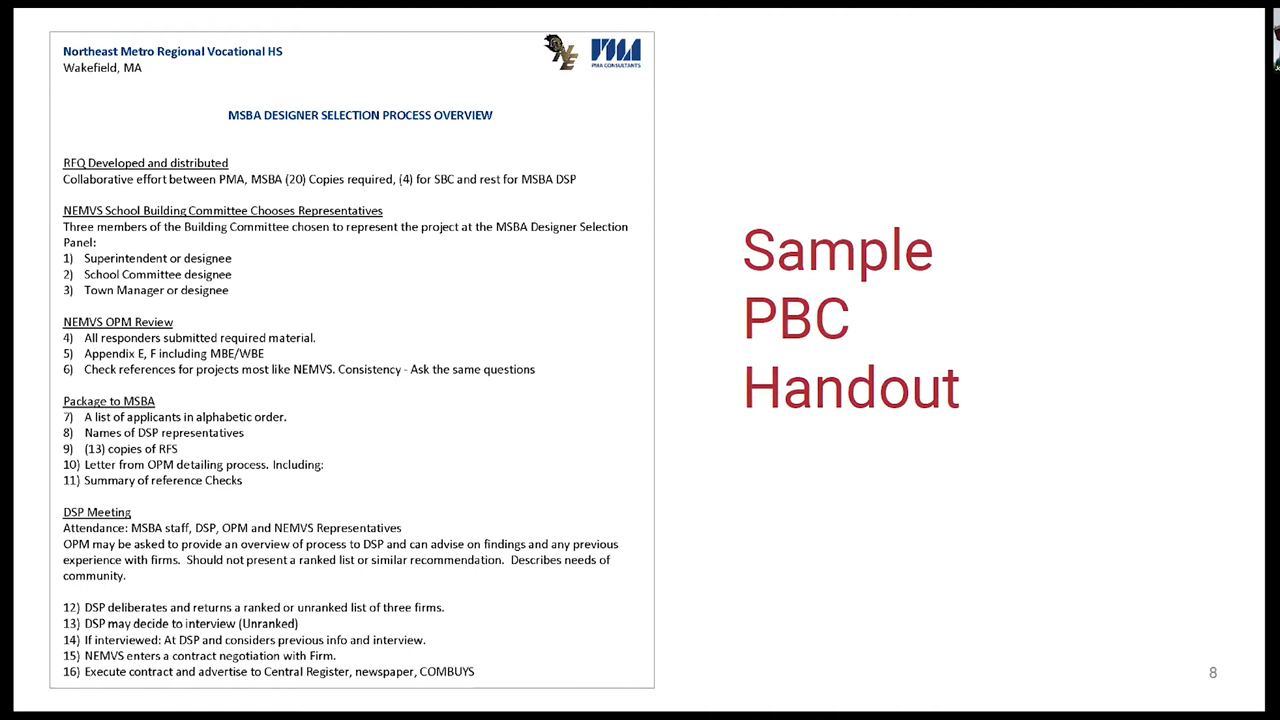 Northeast Metro Regional Vocational HS
Wakefield, MA
NE
PMA
PMA CONSULTANTS
MSBA DESIGNER SELECTION PROCESS OVERVIEW
RFQ Developed and distributed
Collaborative effort between PMA, MSBA (20) Copies required, (4) for SBC and rest for MSBA DSP
NEMVS School Building Committee Chooses Representatives
Three members of the Building Committee chosen to represent the project at the MSBA Designer Selection
Panel:
1) Superintendent or designee
2) School Committee designee
3) Town Manager or designee
NEMVS OPM Review
4) All responders submitted required material.
5) Appendix E, F including MBE/WBE
6) Check references for projects most like NEMVS. Consistency - Ask the same questions
Package to MSBA
7) A list of applicants in alphabetic order.
8) Names of DSP representatives
9) (13) copies of RFS
10) Letter from OPM detailing process. Including:
11) Summary of reference Checks
DSP Meeting
Attendance: MSBA staff, DSP, OPM and NEMVS Representatives
OPM may be asked to provide an overview of process to DSP and can advise on findings and any previous
experience with firms. Should not present a ranked list or similar recommendation. Describes needs of
community.
12) DSP deliberates and returns a ranked or unranked list of three firms.
13) DSP may decide to interview (Unranked)
14) If interviewed: At DSP and considers previous info and interview.
15) NEMVS enters a contract negotiation with Firm.
16) Execute contract and advertise to Central Register, newspaper, COMBUYS
Sample
PBC
Handout
8